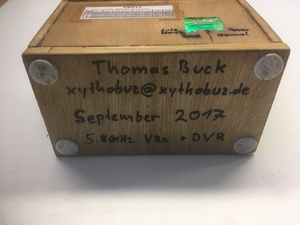 Thomas Buck
xythobuz@xythobuz.de
September 2017
5.8GHz VRx + DVR